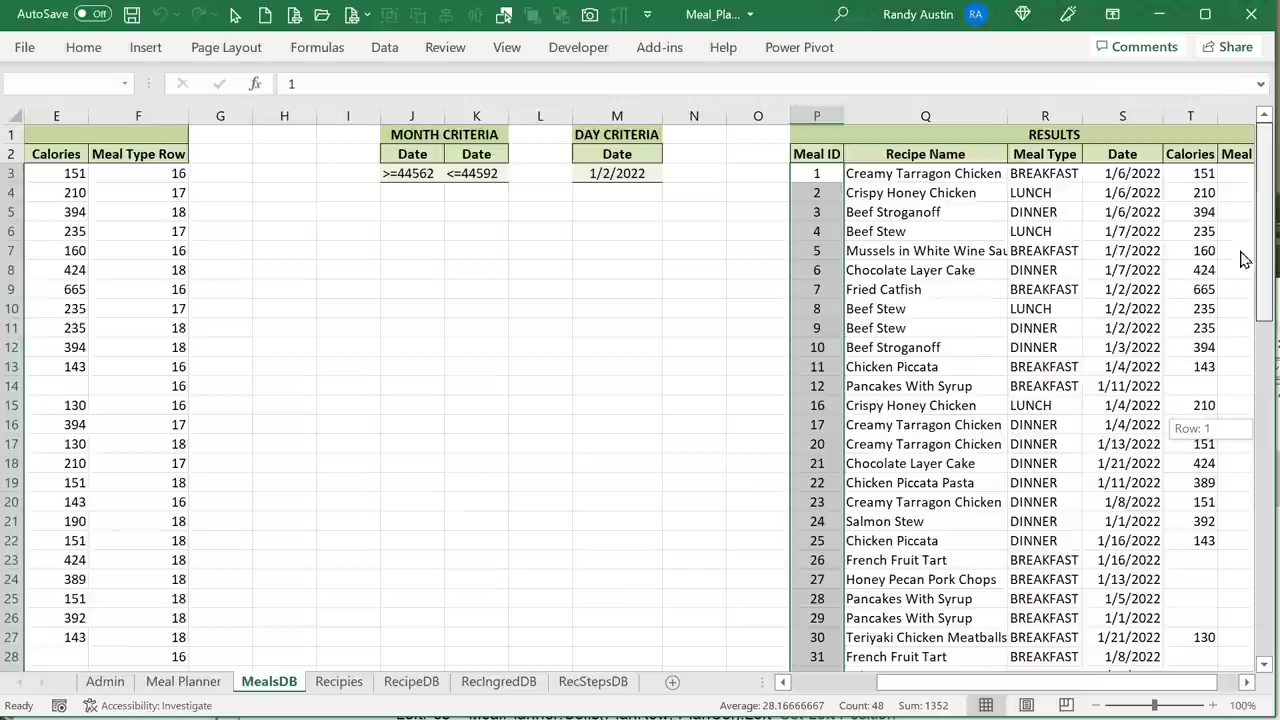 AutoSave Off Meal_Pla... Randy Austin RA
File Home Insert Page Layout Formulas Data Review View Developer Add-ins Help Power Pivot Comments Share
fx 1
E F G H I J K L M N O P Q R S T
1 MONTH CRITERIA DAY CRITERIA RESULTS
2 Calories Meal Type Row Date Date Date Meal ID Recipe Name Meal Type Date Calories Meal
3 151 16 >=44562 <=44592 1/2/2022 1 Creamy Tarragon Chicken BREAKFAST 1/6/2022 151
4 210 17 2 Crispy Honey Chicken LUNCH 1/6/2022 210
5 394 18 3 Beef Stroganoff DINNER 1/6/2022 394
6 235 17 4 Beef Stew LUNCH 1/7/2022 235
7 160 16 5 Mussels in White Wine Sau BREAKFAST 1/7/2022 160
8 424 18 6 Chocolate Layer Cake DINNER 1/7/2022 424
9 665 16 7 Fried Catfish BREAKFAST 1/2/2022 665
10 235 17 8 Beef Stew LUNCH 1/2/2022 235
11 235 18 9 Beef Stew DINNER 1/2/2022 235
12 394 18 10 Beef Stroganoff DINNER 1/3/2022 394
13 143 16 11 Chicken Piccata BREAKFAST 1/4/2022 143
14 16 12 Pancakes With Syrup BREAKFAST 1/11/2022
15 130 16 16 Crispy Honey Chicken LUNCH 1/4/2022 210
16 394 17 17 Creamy Tarragon Chicken DINNER 1/4/2022 Row: 1
17 130 18 20 Creamy Tarragon Chicken DINNER 1/13/2022 151
18 210 17 21 Chocolate Layer Cake DINNER 1/21/2022 424
19 151 18 22 Chicken Piccata Pasta DINNER 1/11/2022 389
20 143 16 23 Creamy Tarragon Chicken DINNER 1/8/2022 151
21 190 18 24 Salmon Stew DINNER 1/1/2022 392
22 151 18 25 Chicken Piccata DINNER 1/16/2022 143
23 424 18 26 French Fruit Tart BREAKFAST 1/16/2022
24 389 18 27 Honey Pecan Pork Chops BREAKFAST 1/13/2022
25 151 18 28 Pancakes With Syrup BREAKFAST 1/5/2022
26 392 18 29 Pancakes With Syrup BREAKFAST 1/1/2022
27 143 18 30 Teriyaki Chicken Meatballs BREAKFAST 1/21/2022 130
28 16 31 French Fruit Tart BREAKFAST 1/8/2022
Admin Meal Planner MealsDB Recipies RecipeDB RecIngredDB RecStepsDB
Ready Accessibility: Investigate Average: 28.16666667 Count: 48 Sum: 1352 100%